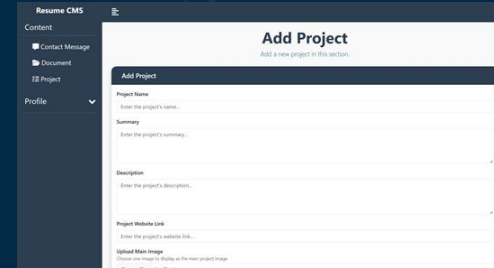 Resume CMS
Content
Contact Message
Document
Project
Profile
Add Project
Add a new project in this section.
Add Project
Project Name
Enter the project's name..
Summary
Enter the project's summary..
Description
Enter the project's description..
Project Website Link
Enter the project's website link..
Upload Main Image
Choose one image to display as the main project image